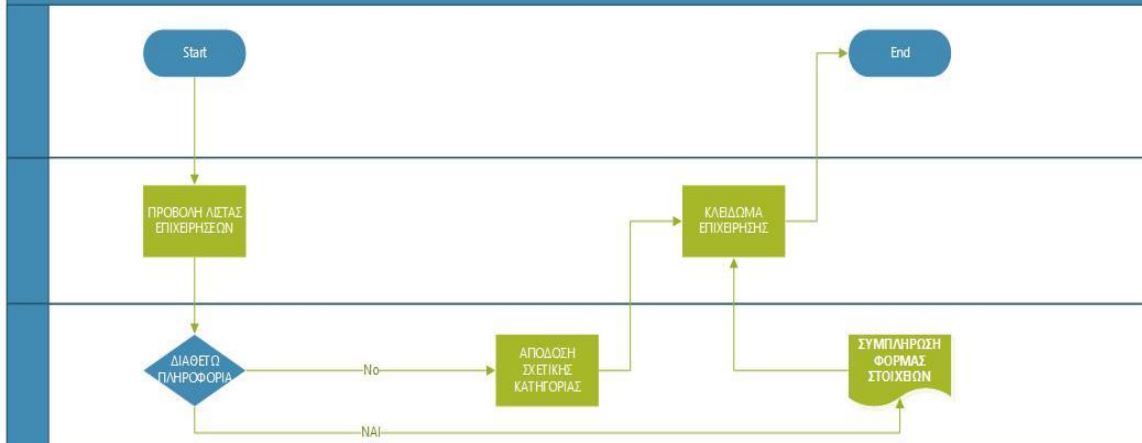 Start
End
ΠΡΟΒΟΛΗ ΛΙΣΤΑΣ
ΕΠΙΧΕΙΡΗΣΕΩΝ
ΚΛΕΙΔΩΜΑ
ΕΠΙΧΕΙΡΗΣΗΣ
ΔΙΑΘΕΤΩ
ΠΛΗΡΟΦΟΡΙΑ
No
ΑΠΟΔΟΣΗ
ΣΧΕΤΙΚΗΣ
ΚΑΤΗΓΟΡΙΑΣ
ΣΥΜΠΛΗΡΩΣΗ
ΦΟΡΜΑΣ
ΣΤΟΙΧΕΙΩΝ
ΝΑΙ